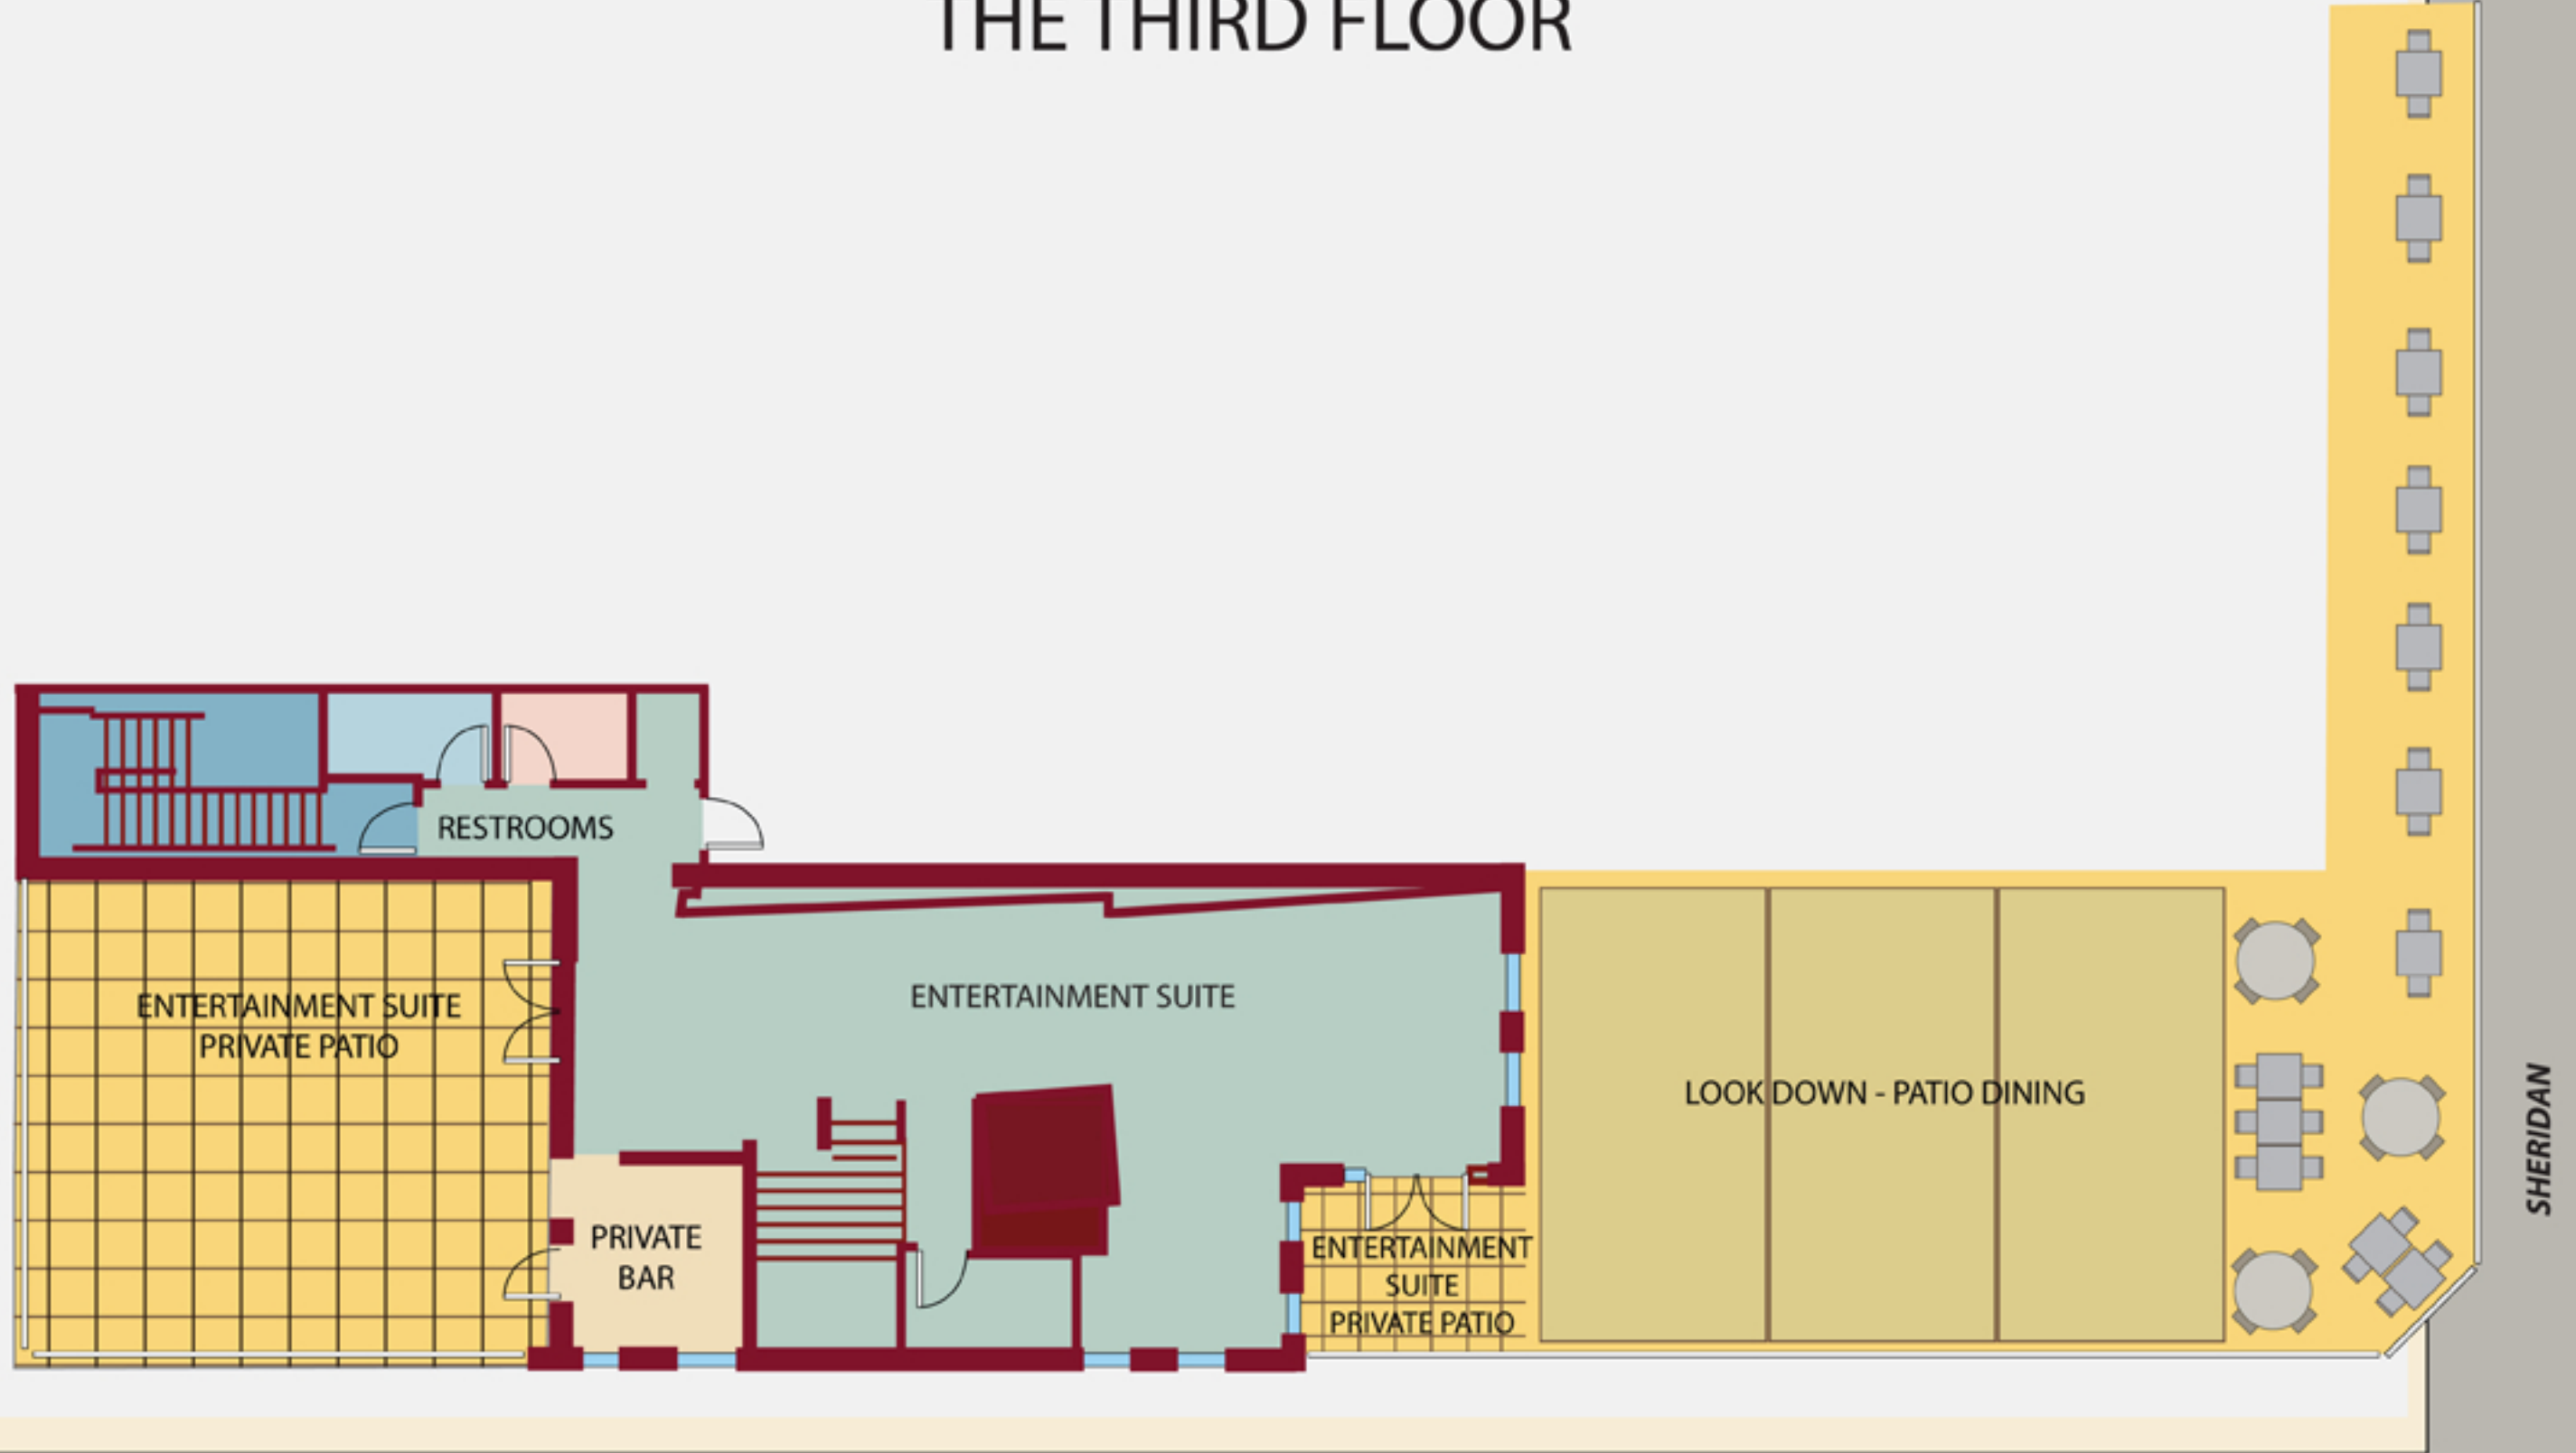 THE THIRD FLOOR
RESTROOMS
ENTERTAINMENT SUITE
PRIVATE PATIO
ENTERTAINMENT SUITE
PRIVATE
BAR
ENTERTAINMENT
SUITE
PRIVATE PATIO
LOOK DOWN - PATIO DINING
SHERIDAN